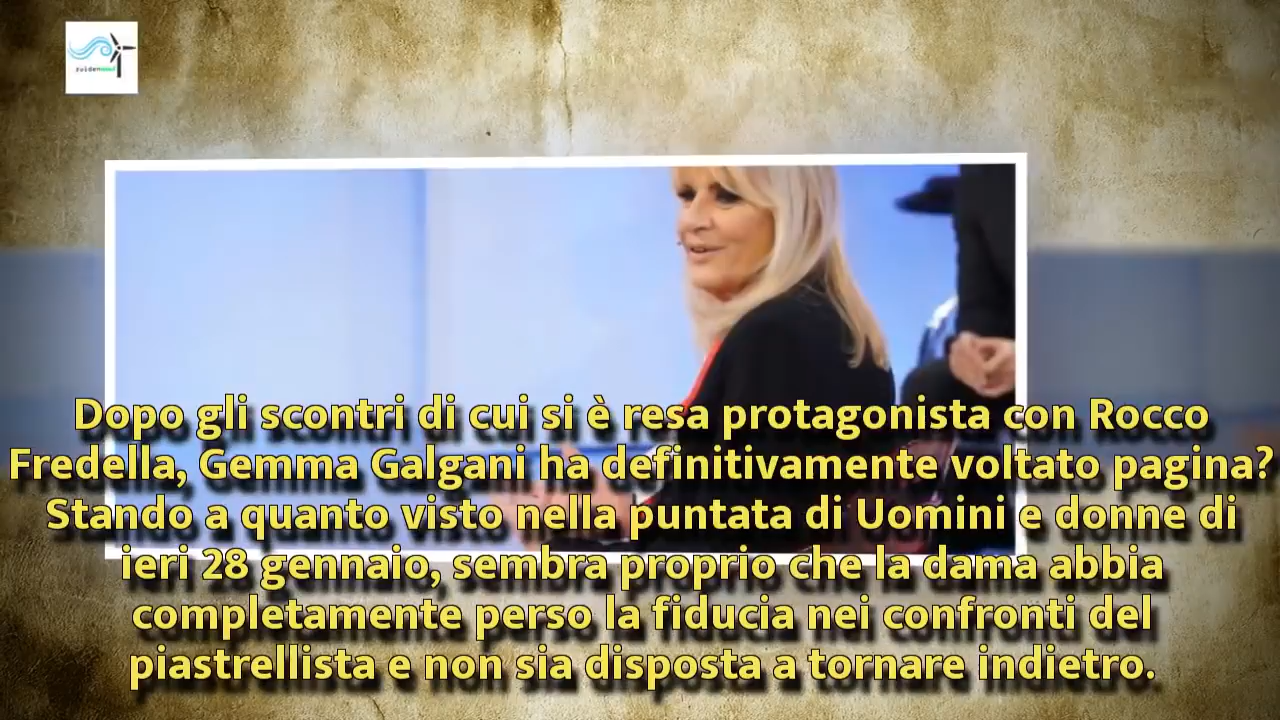 zuidenwind
Dopo gli scontri di cui si è resa protagonista con Rocco
Fredella, Gemma Galgani ha definitivamente voltato pagina?
Stando a quanto visto nella puntata di Uomini e donne di
ieri 28 gennaio, sembra proprio che la dama abbia
completamente perso la fiducia nei confronti del
piastrellista e non sia disposta a tornare indietro.